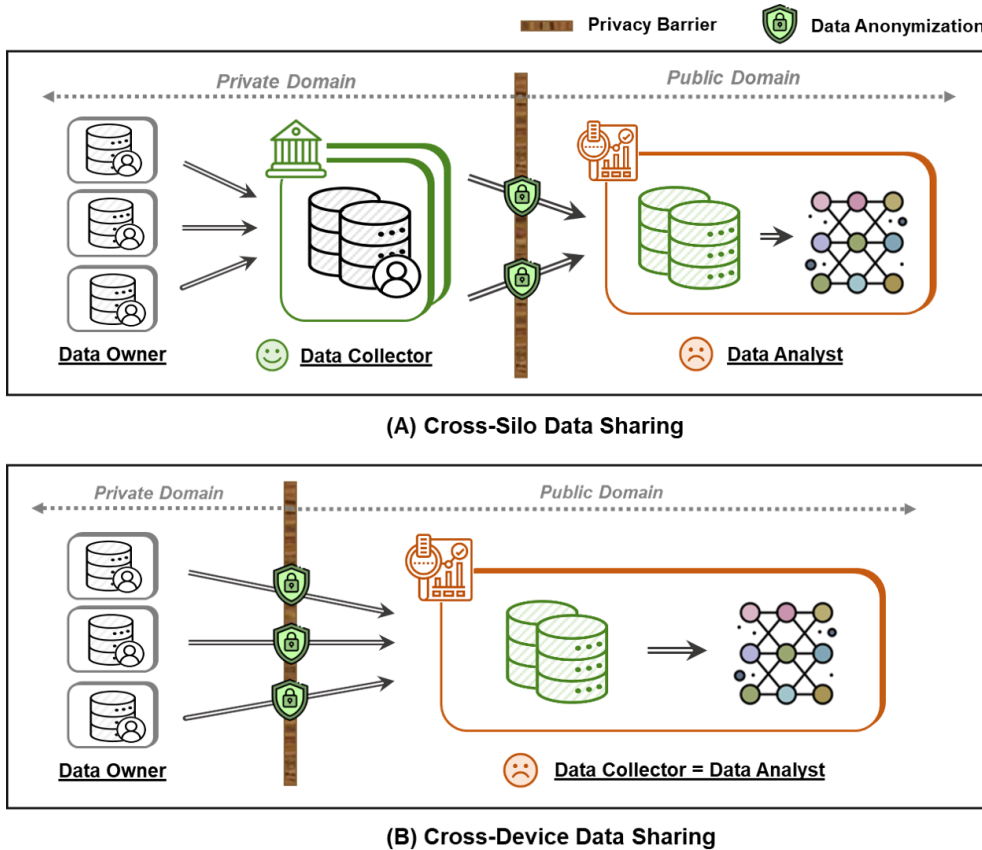 Privacy Barrier
Data Anonymization
Private Domain
Public Domain
Data Owner
Data Collector
Data Analyst
(A) Cross-Silo Data Sharing
Private Domain
Public Domain
Data Owner
Data Collector = Data Analyst
(B) Cross-Device Data Sharing